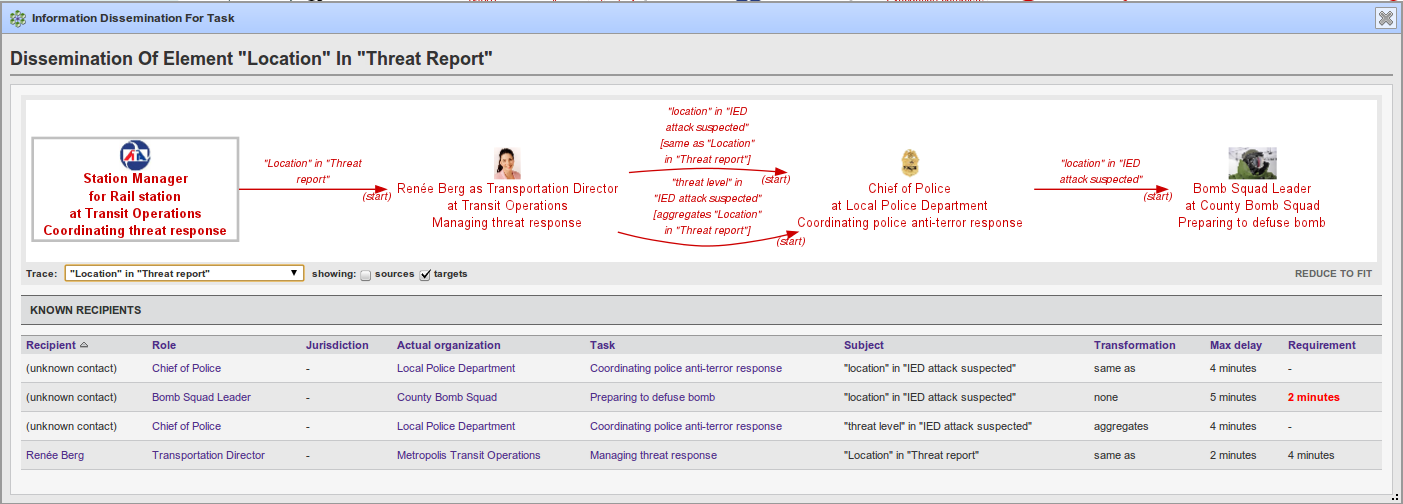 Information Dissemination For Task
Dissemination Of Element "Location" In "Threat Report"
Station Manager
for Rail station
at Transit Operations
Coordinating threat response
"Location" in "Threat
report"
(start)
Renée Berg as Transportation Director
at Transit Operations
Managing threat response
"location" in "IED
attack suspected"
[same as "Location"
in "Threat report"]
(start)
"threat level" in
"IED attack suspected"
[aggregates "Location"
in "Threat report"]
(start)
Chief of Police
at Local Police Department
Coordinating police anti-terror response
"location" in "IED
attack suspected"
(start)
Bomb Squad Leader
at County Bomb Squad
Preparing to defuse bomb
Trace: "Location" in "Threat report" showing: sources targets REDUCE TO FIT
KNOWN RECIPIENTS
Recipient Role Jurisdiction Actual organization Task Subject Transformation Max delay Requirement
(unknown contact) Chief of Police - Local Police Department Coordinating police anti-terror response "location" in "IED attack suspected" same as 4 minutes -
(unknown contact) Bomb Squad Leader - County Bomb Squad Preparing to defuse bomb "location" in "IED attack suspected" none 5 minutes 2 minutes
(unknown contact) Chief of Police - Local Police Department Coordinating police anti-terror response "threat level" in "IED attack suspected" aggregates 4 minutes -
Renée Berg Transportation Director - Metropolis Transit Operations Managing threat response "Location" in "Threat report" same as 2 minutes 4 minutes